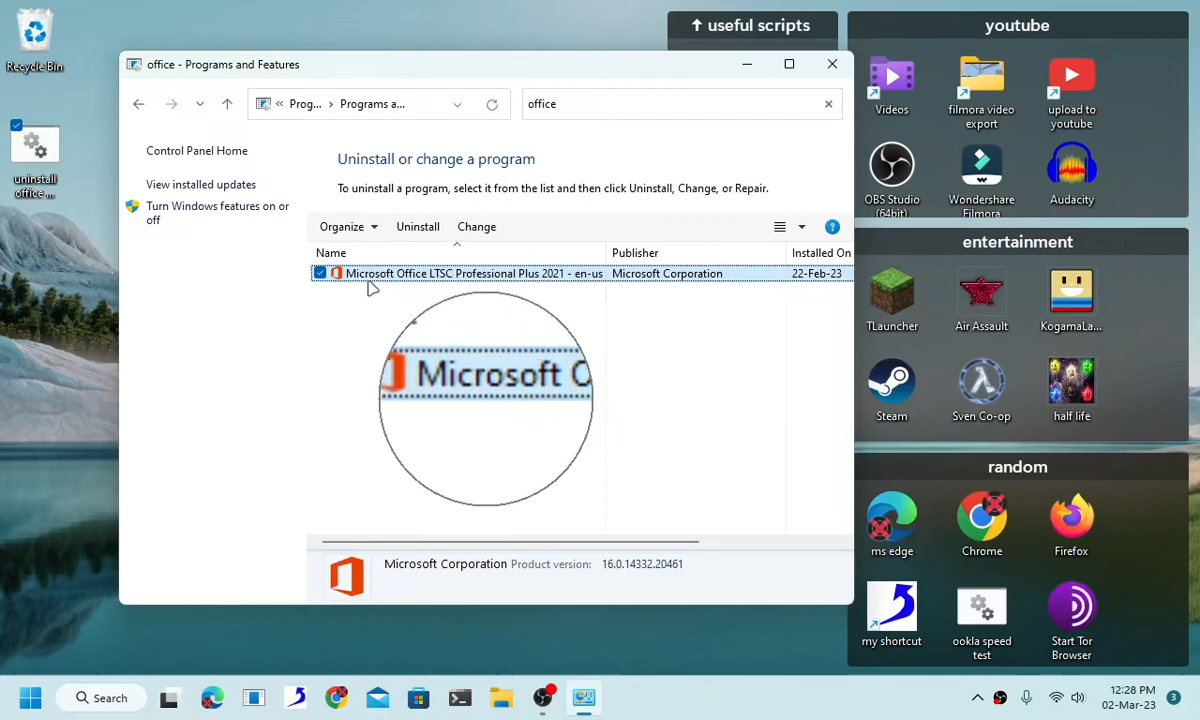 ↑ useful scripts
youtube
Recycle Bin
office - Programs and Features
« Prog... › Programs a...
office
Videos
filmora video
export
upload to
youtube
uninstall
office ...
Control Panel Home
View installed updates
Turn Windows features on or
off
Uninstall or change a program
To uninstall a program, select it from the list and then click Uninstall, Change, or Repair.
OBS Studio
(64bit)
Wondershare
Filmora
Audacity
Organize
Uninstall
Change
Name
Publisher
Installed On
Microsoft Office LTSC Professional Plus 2021 - en-us
Microsoft Corporation
22-Feb-23
Microsoft
entertainment
TLauncher
Air Assault
KogamaLa...
Steam
Sven Co-op
half life
random
ms edge
Chrome
Firefox
Microsoft Corporation Product version: 16.0.14332.20461
my shortcut
ookla speed
test
Start Tor
Browser
Search
12:28 PM
02-Mar-23
3